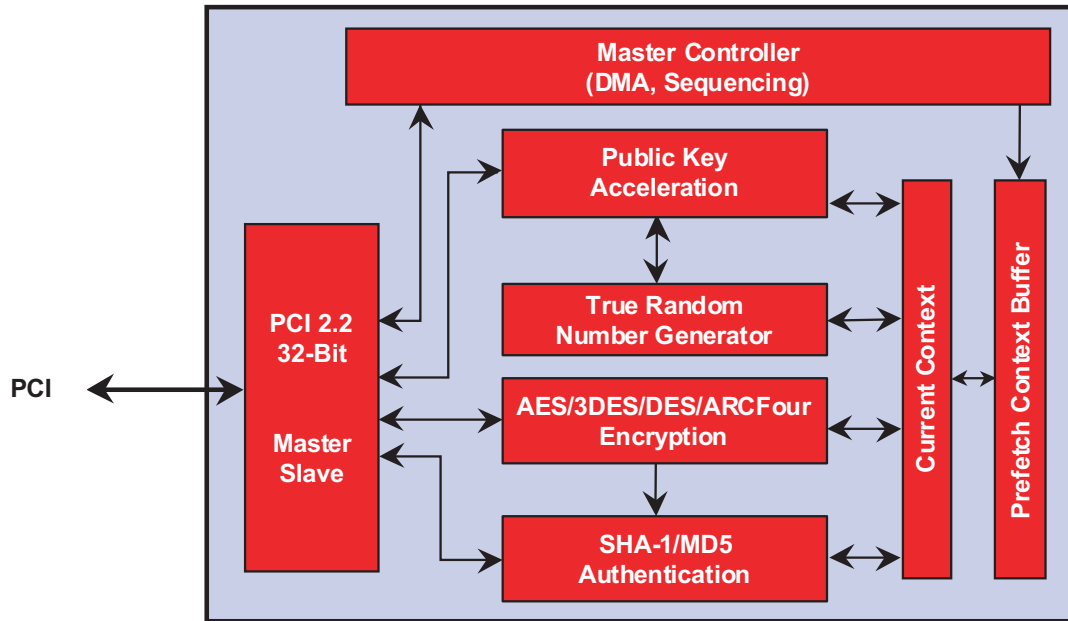 Master Controller
(DMA, Sequencing)
Public Key
Acceleration
True Random
Number Generator
PCI 2.2
32-Bit
Master
Slave
PCI
AES/3DES/DES/ARCFour
Encryption
SHA-1/MD5
Authentication
Current Context
Prefetch Context Buffer